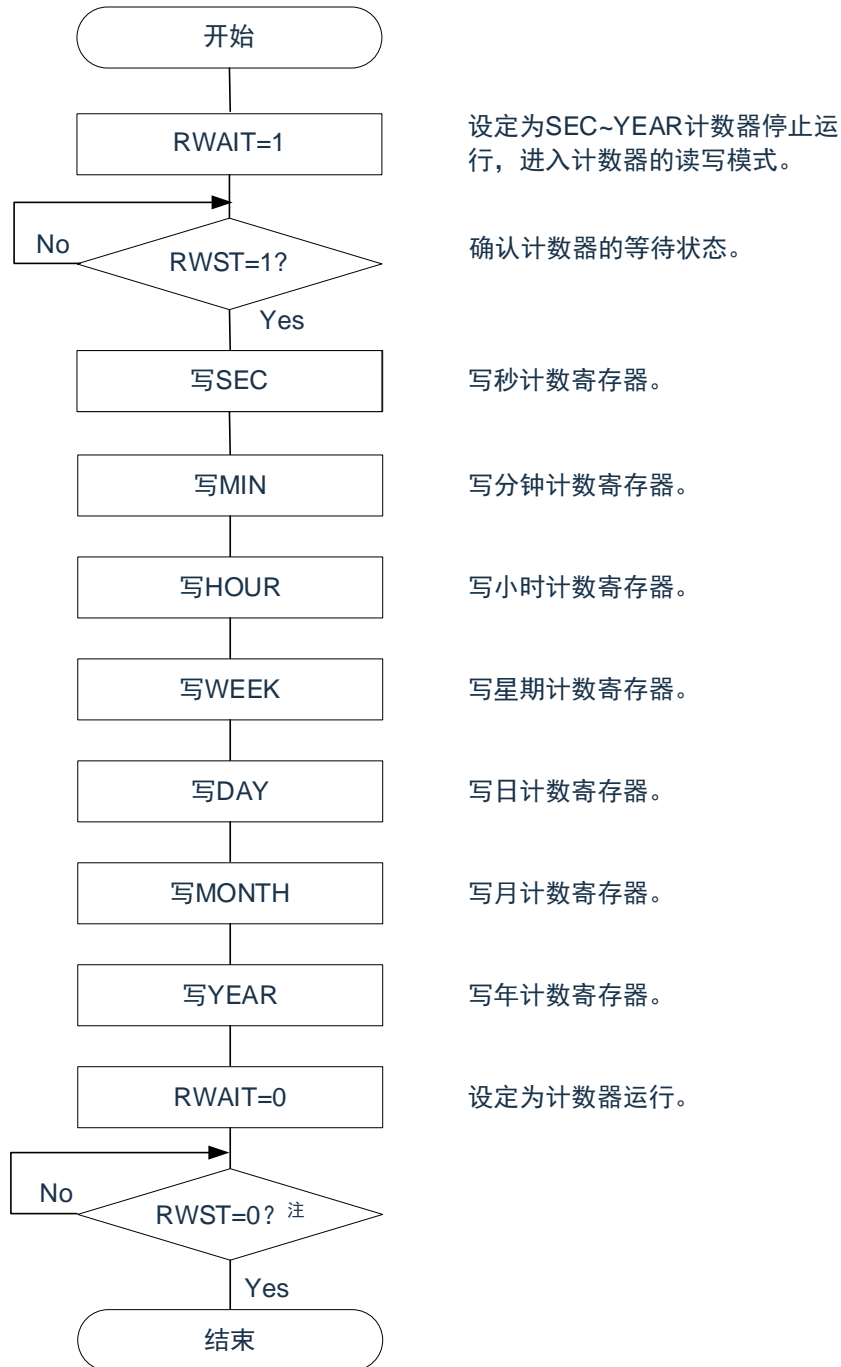 开始
RWAIT=1
设定为SEC~YEAR计数器停止运
行，进入计数器的读写模式。
No
RWST=1?
确认计数器的等待状态。
Yes
写SEC
写秒计数寄存器。
写MIN
写分钟计数寄存器。
写HOUR
写小时计数寄存器。
写WEEK
写星期计数寄存器。
写DAY
写日计数寄存器。
写MONTH
写月计数寄存器。
写YEAR
写年计数寄存器。
RWAIT=0
设定为计数器运行。
No
RWST=0? 注
Yes
结束